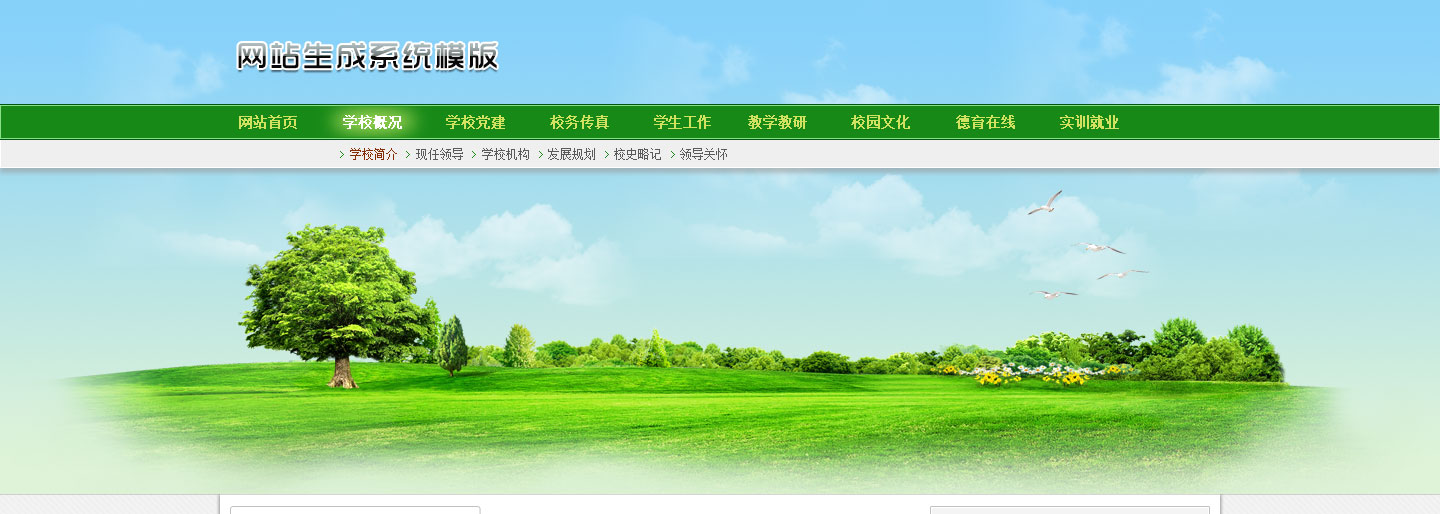 网站生成系统模版
网站首页 学校概况 学校党建 校务传真 学生工作 教学教研 校园文化 德育在线 实训就业
学校简介 现任领导 学校机构 发展规划 校史略记 领导关怀